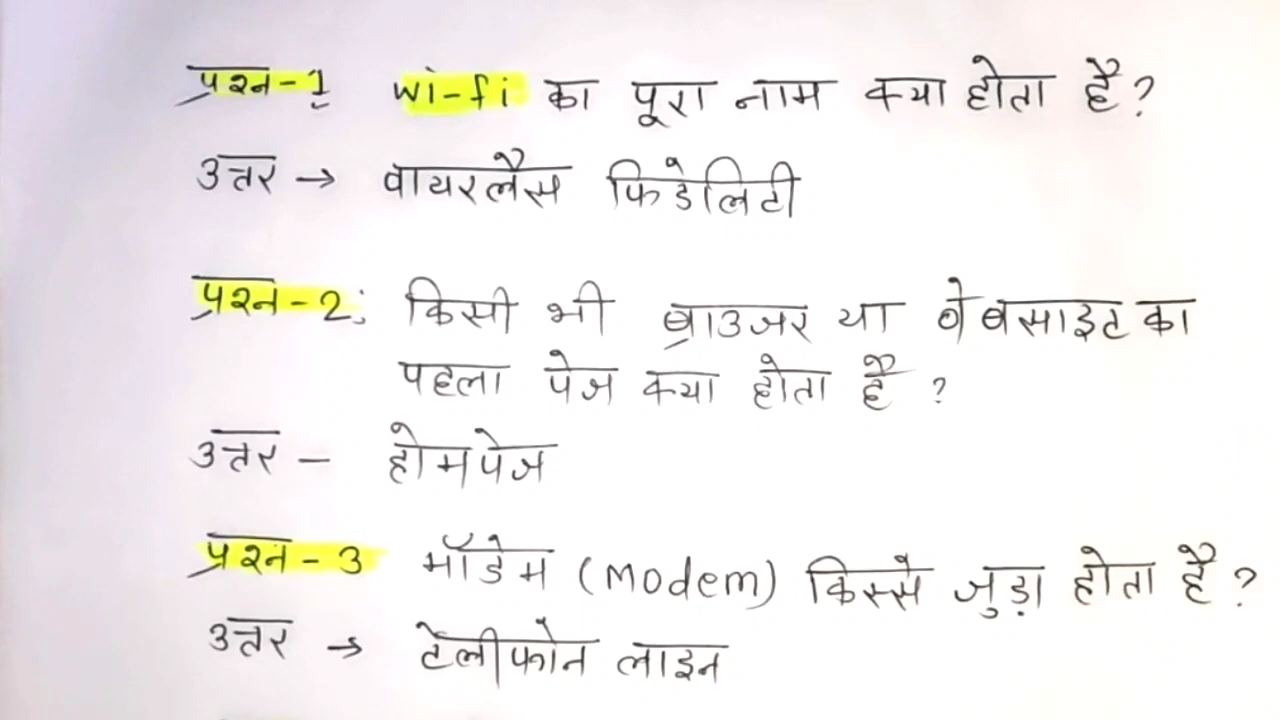 प्रश्न-1 Wi-fi का पूरा नाम क्या होता है?
उत्तर → वायरलैस फिडेलिटी
प्रश्न-2: किसी भी ब्राउजर या वेबसाइट का
पहला पेज क्या होता है ?
उत्तर - होमपेज
प्रश्न-3 मॉडेम (Modem) किस्से जुड़ा होता है ?
उत्तर → टेलीफोन लाइन